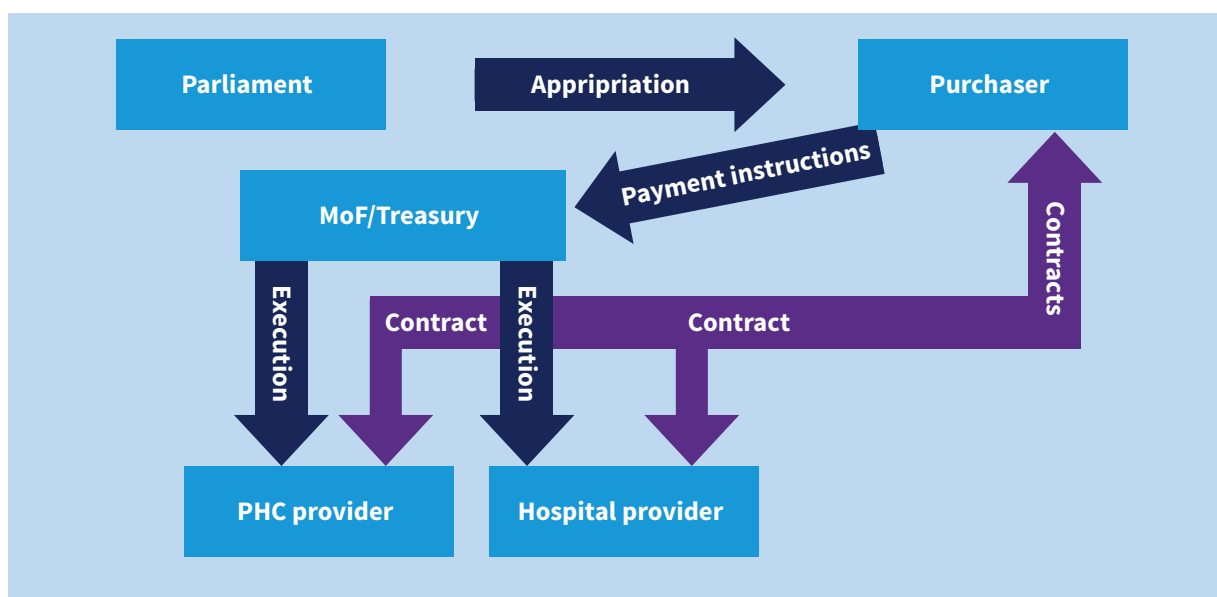 Parliament
Appripriation
Purchaser
Payment instructions
MoF/Treasury
Contracts
Execution
Contract
Execution
Contract
PHC provider
Hospital provider